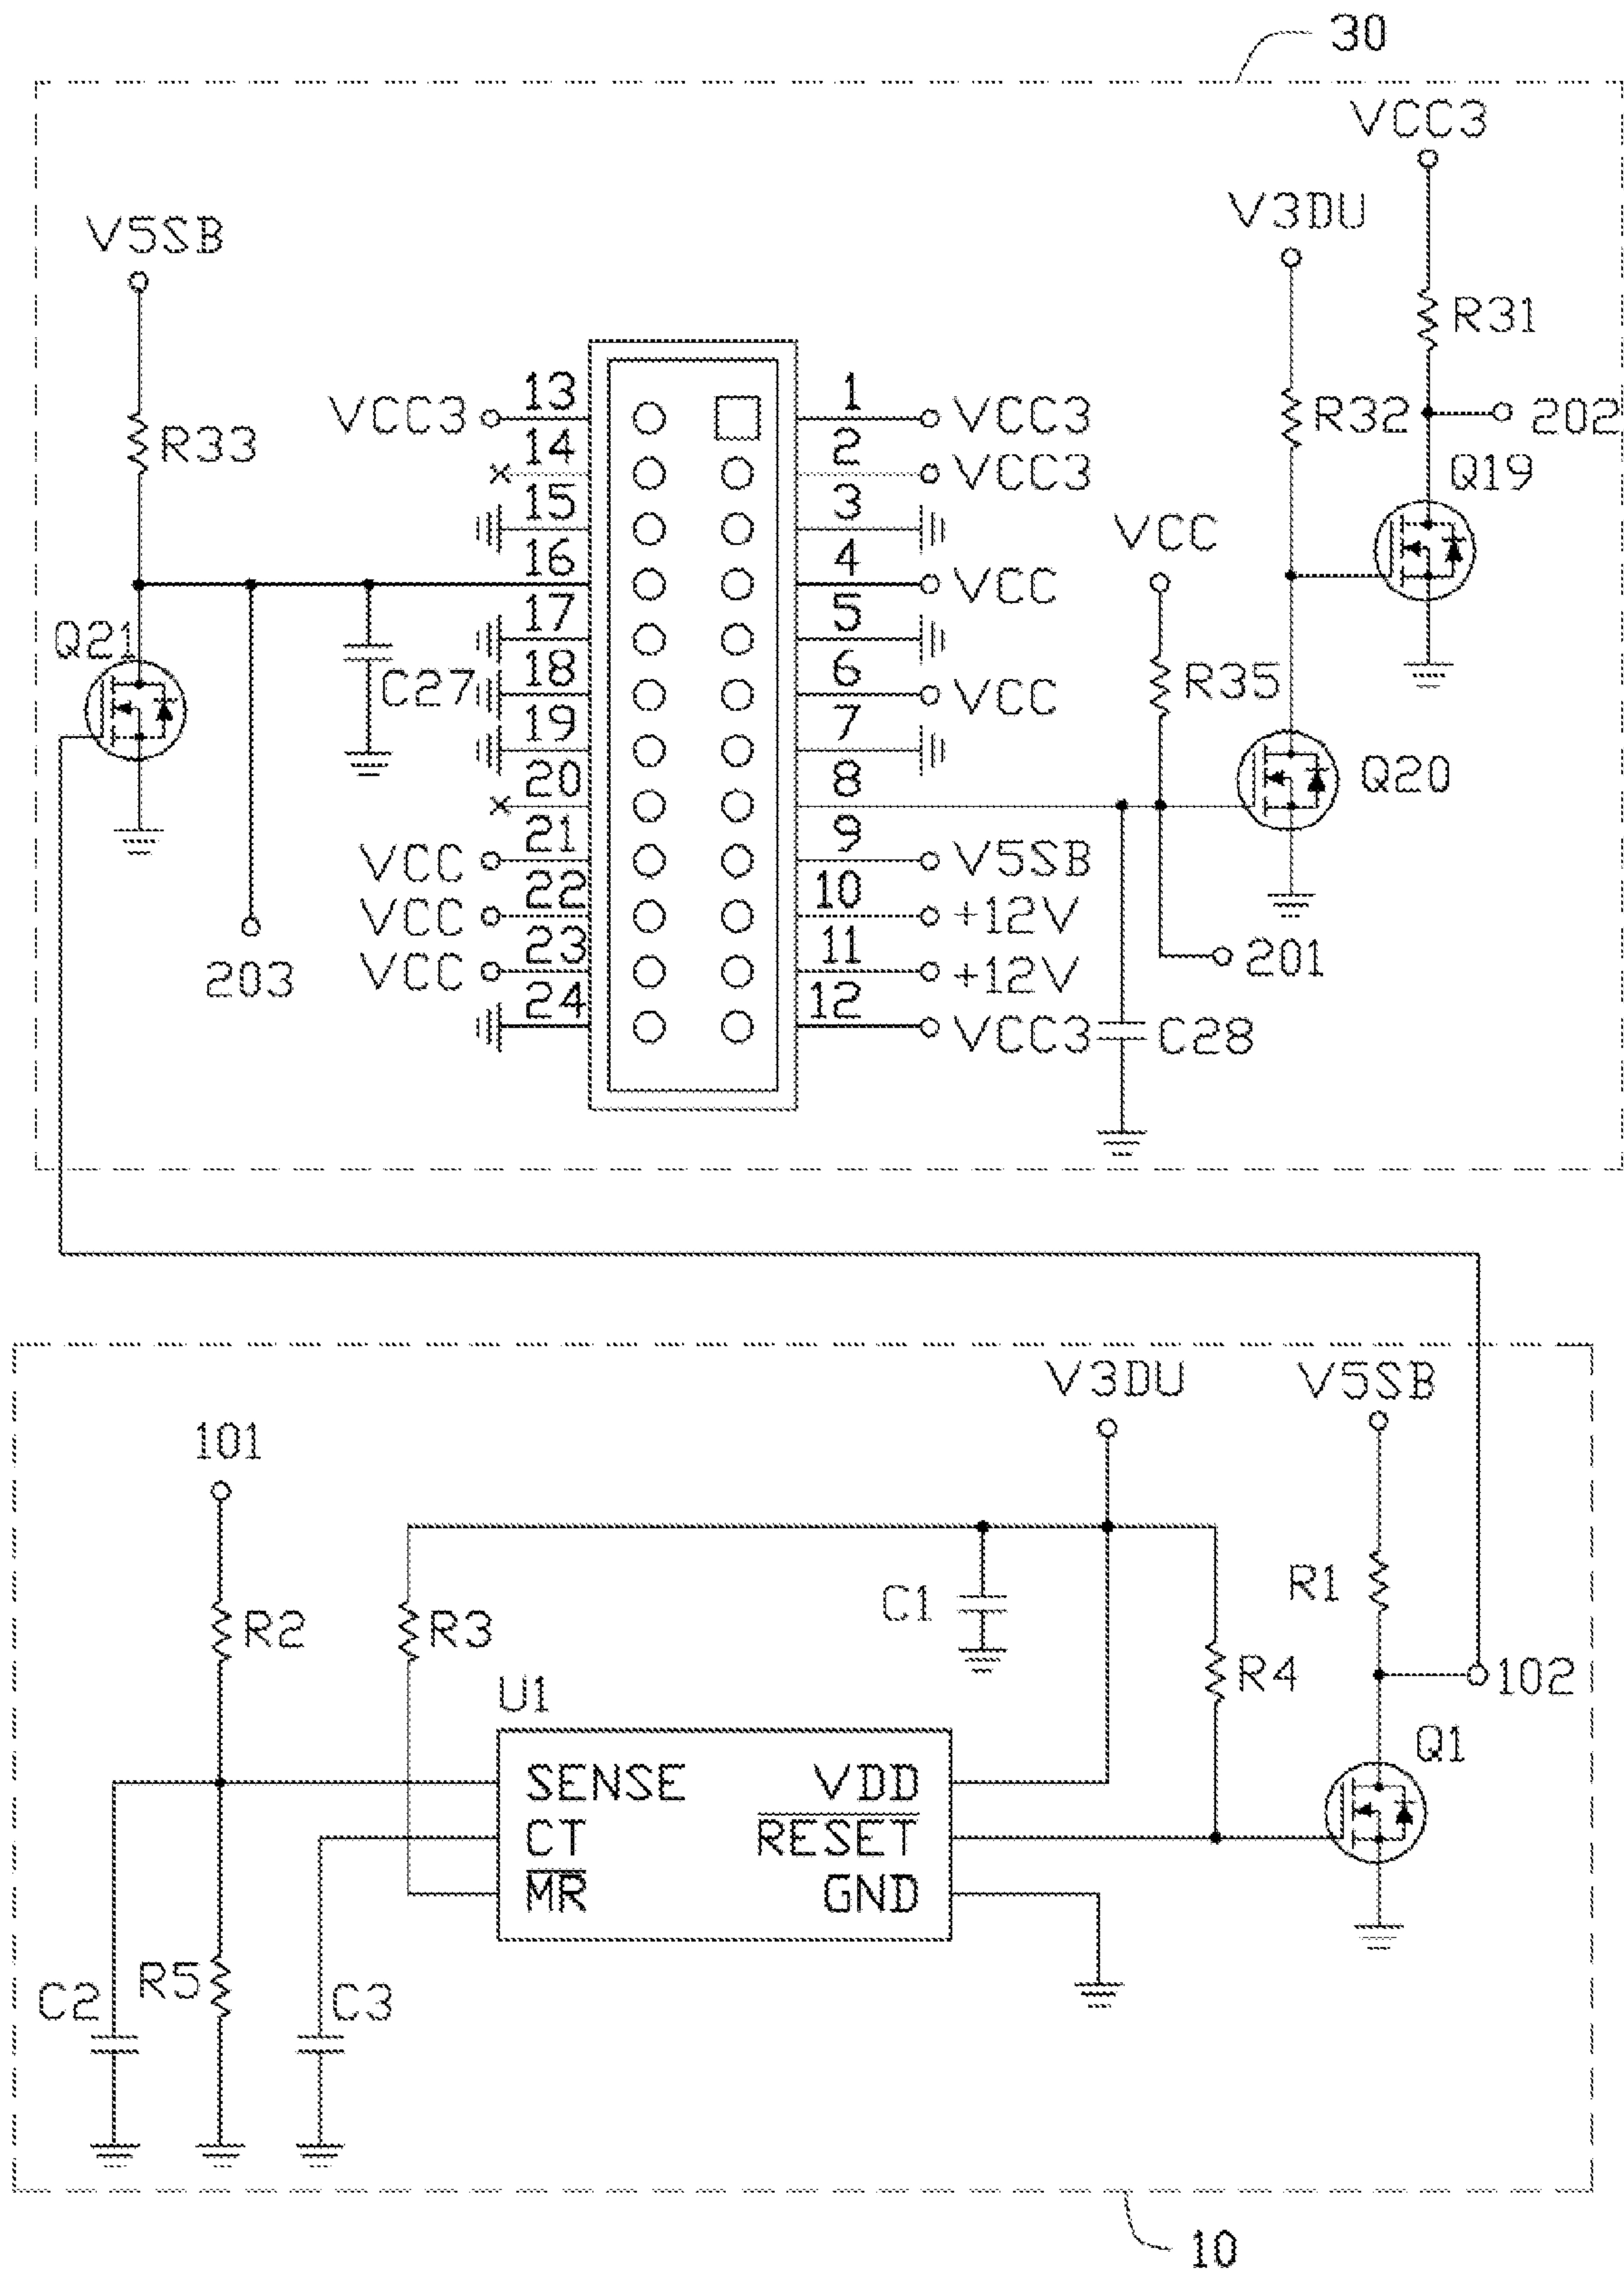 30
VCC3
V3DU
V5SB
R31
13
1
VCC3
VCC3
R33
R32
202
14
2
VCC3
Q19
15
3
VCC
16
4
VCC
17
5
Q21
C27
18
6
VCC
R35
19
7
20
8
Q20
21
9
VCC
V5SB
22
10
VCC
+12V
203
23
11
VCC
+12V
201
24
12
VCC3
C28
V3DU
V5SB
101
R1
C1
R2
R3
R4
102
U1
Q1
SENSE
VDD
CT
RESET
MR
GND
C2
R5
C3
10